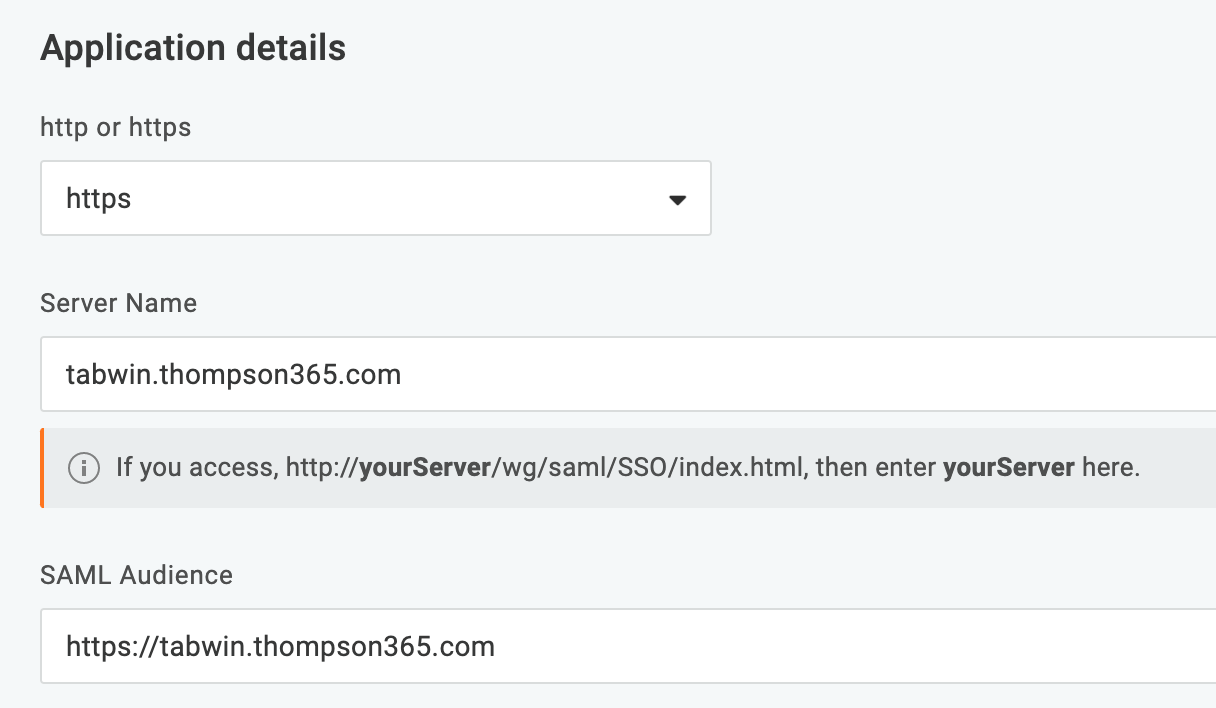 Application details
http or https
https
Server Name
tabwin.thompson365.com
If you access, http://yourServer/wg/saml/SSO/index.html, then enter yourServer here.
SAML Audience
https://tabwin.thompson365.com